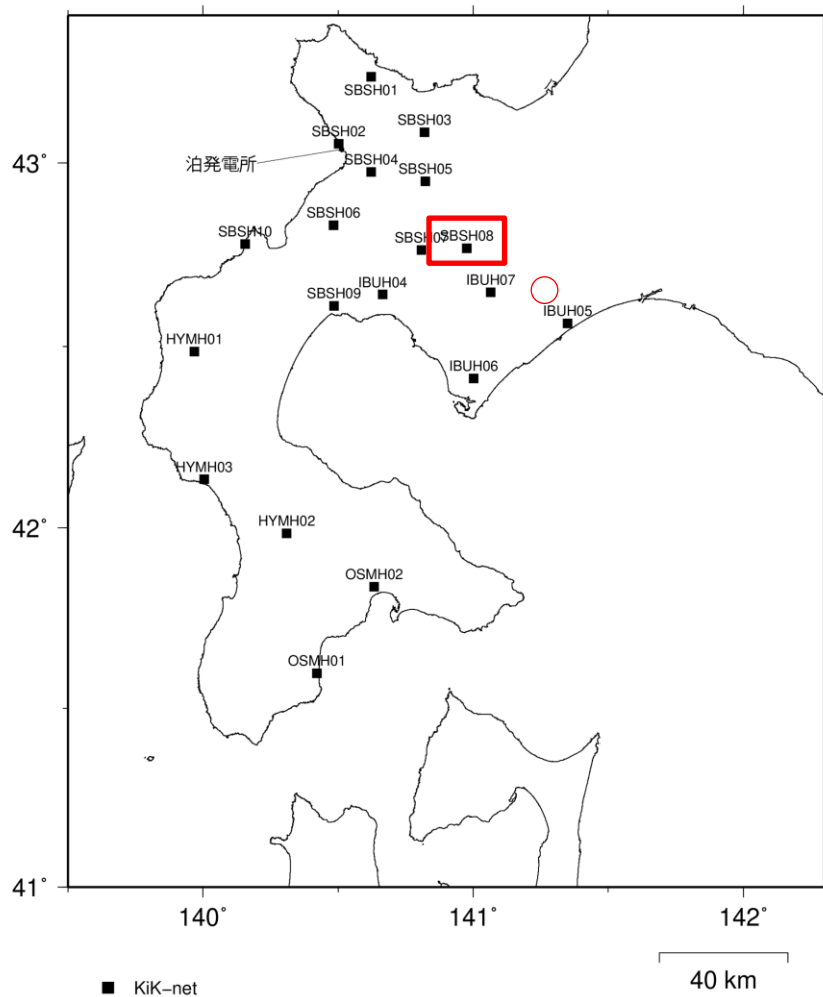 SBSH01
SBSH03
SBSH02
泊発電所
43°
SBSH04
SBSH05
SBSH06
SBSH10
SBSH07
SBSH08
IBUH04
IBUH07
SBSH09
IBUH05
HYMH01
IBUH06
HYMH03
42°
HYMH02
OSMH02
OSMH01
41°
140°
141°
142°
KiK-net
40 km